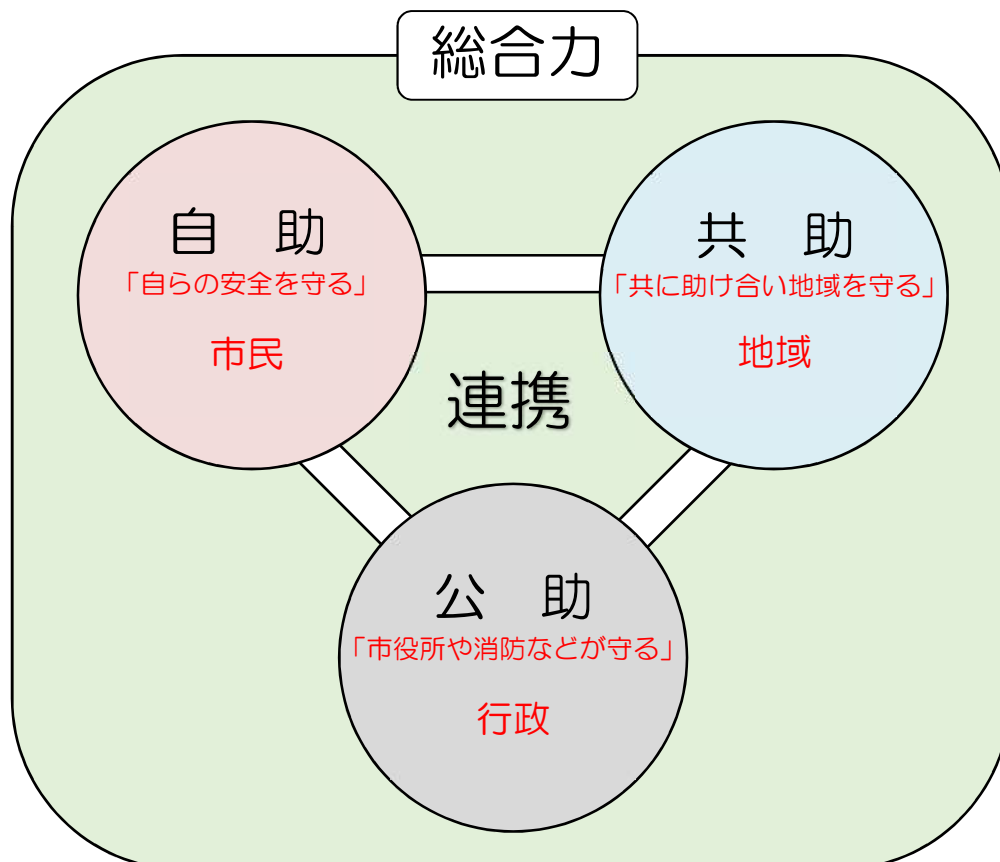 総合力
自　助
「自らの安全を守る」
市民
共　助
「共に助け合い地域を守る」
地域
連携
公　助
「市役所や消防などが守る」
行政